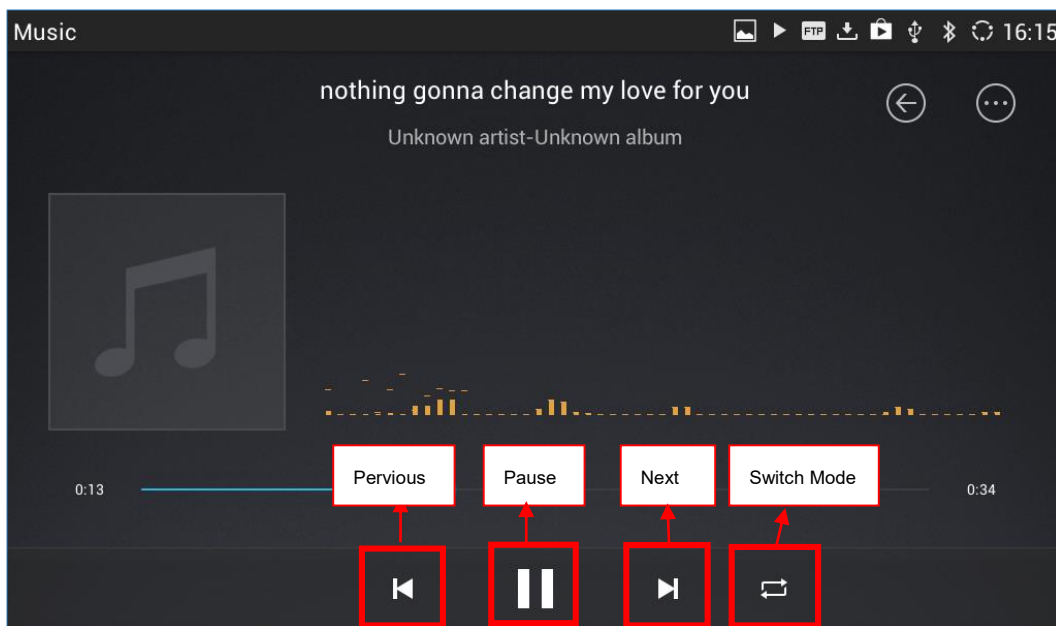 Music FTP 16:15
nothing gonna change my love for you
Unknown artist-Unknown album
Pervious Pause Next Switch Mode
0:13 0:34